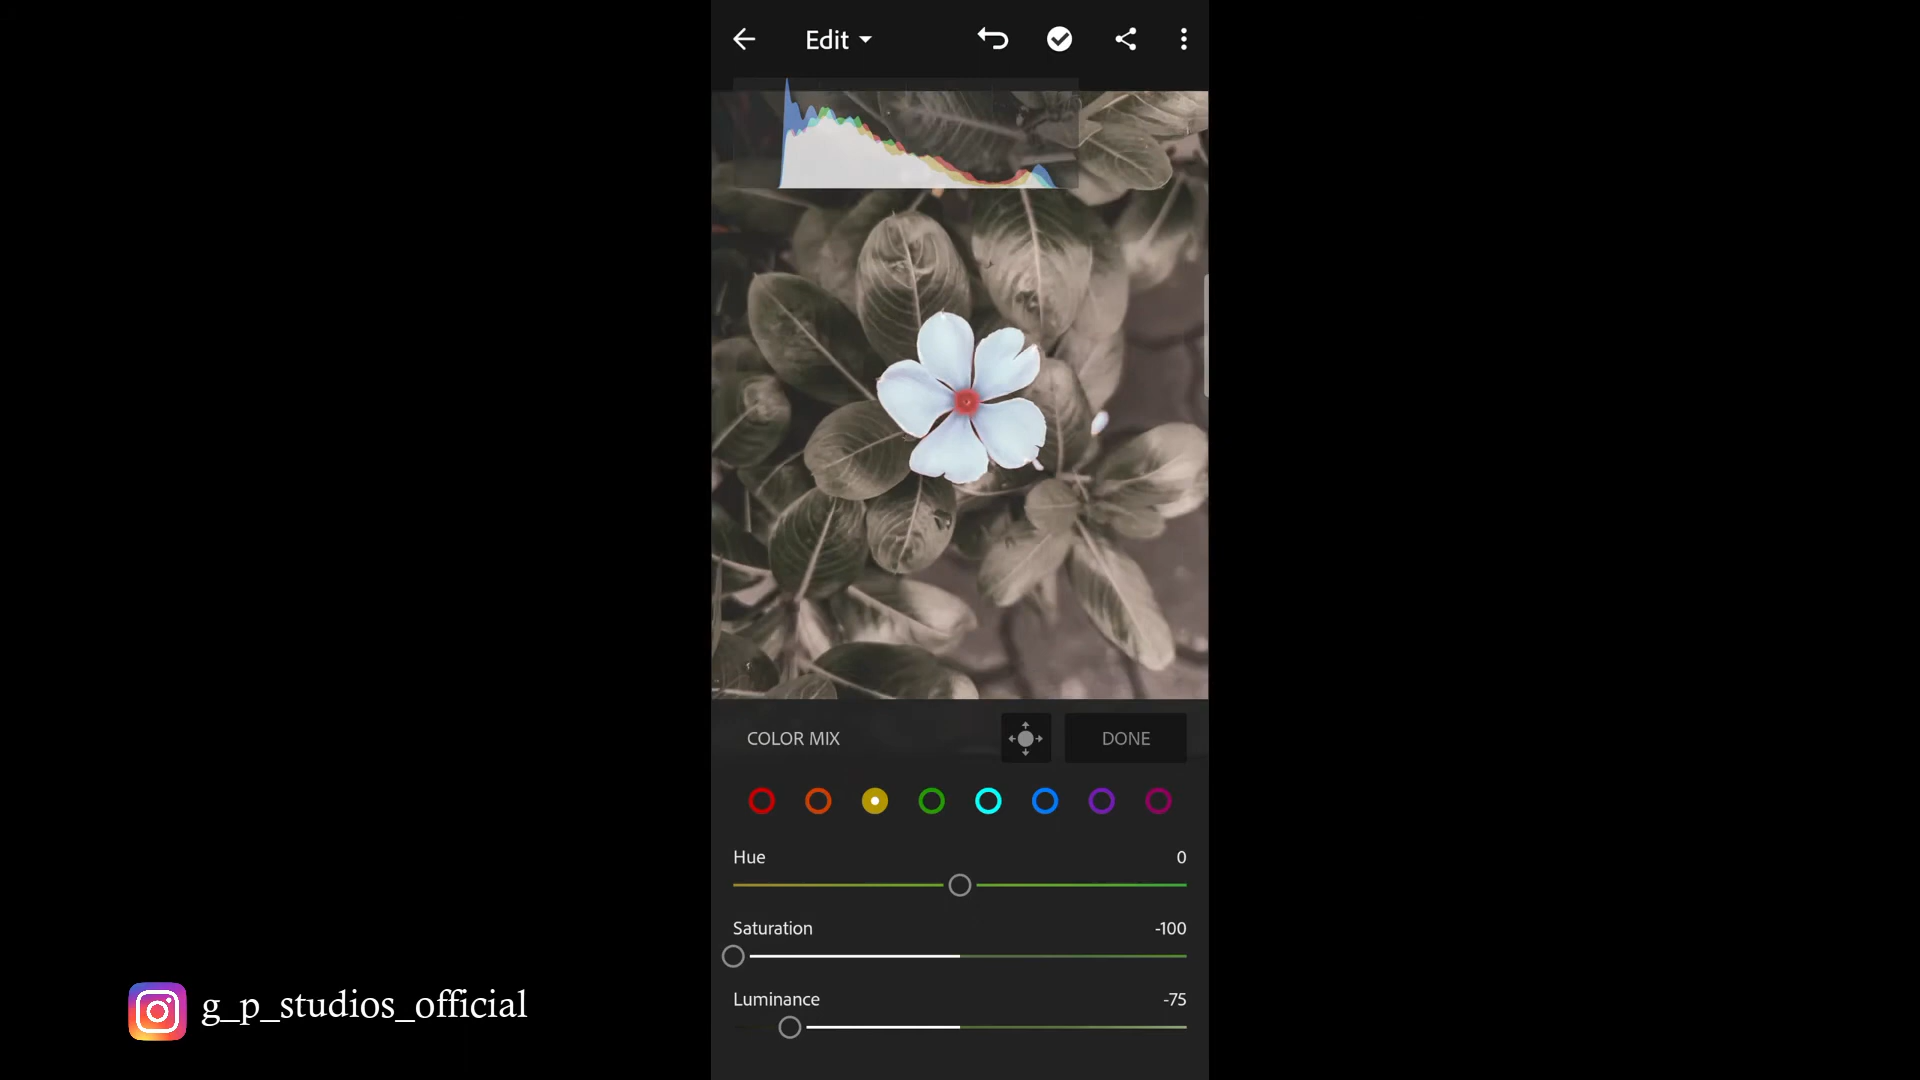 Edit
COLOR MIX
DONE
Hue
0
Saturation
-100
Luminance
-75
g_p_studios_official